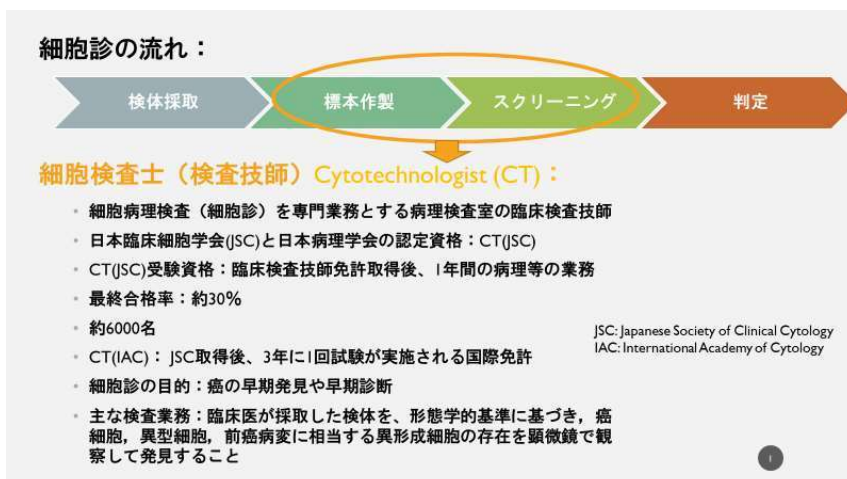 細胞診の流れ：
検体採取
標本作製
スクリーニング
判定
細胞検査士（検査技師）Cytotechnologist (CT)：
• 細胞病理検査（細胞診）を専門業務とする病理検査室の臨床検査技師
• 日本臨床細胞学会(JSC)と日本病理学会の認定資格：CT(JSC)
• CT(JSC)受験資格：臨床検査技師免許取得後、1年間の病理等の業務
• 最終合格率：約30%
• 約6000名
JSC: Japanese Society of Clinical Cytology
IAC: International Academy of Cytology
• CT(IAC)： JSC取得後、3年に1回試験が実施される国際免許
• 細胞診の目的：癌の早期発見や早期診断
• 主な検査業務：臨床医が採取した検体を、形態学的基準に基づき，癌
細胞，異型細胞，前癌病変に相当する異形成細胞の存在を顕微鏡で観
察して発見すること
1